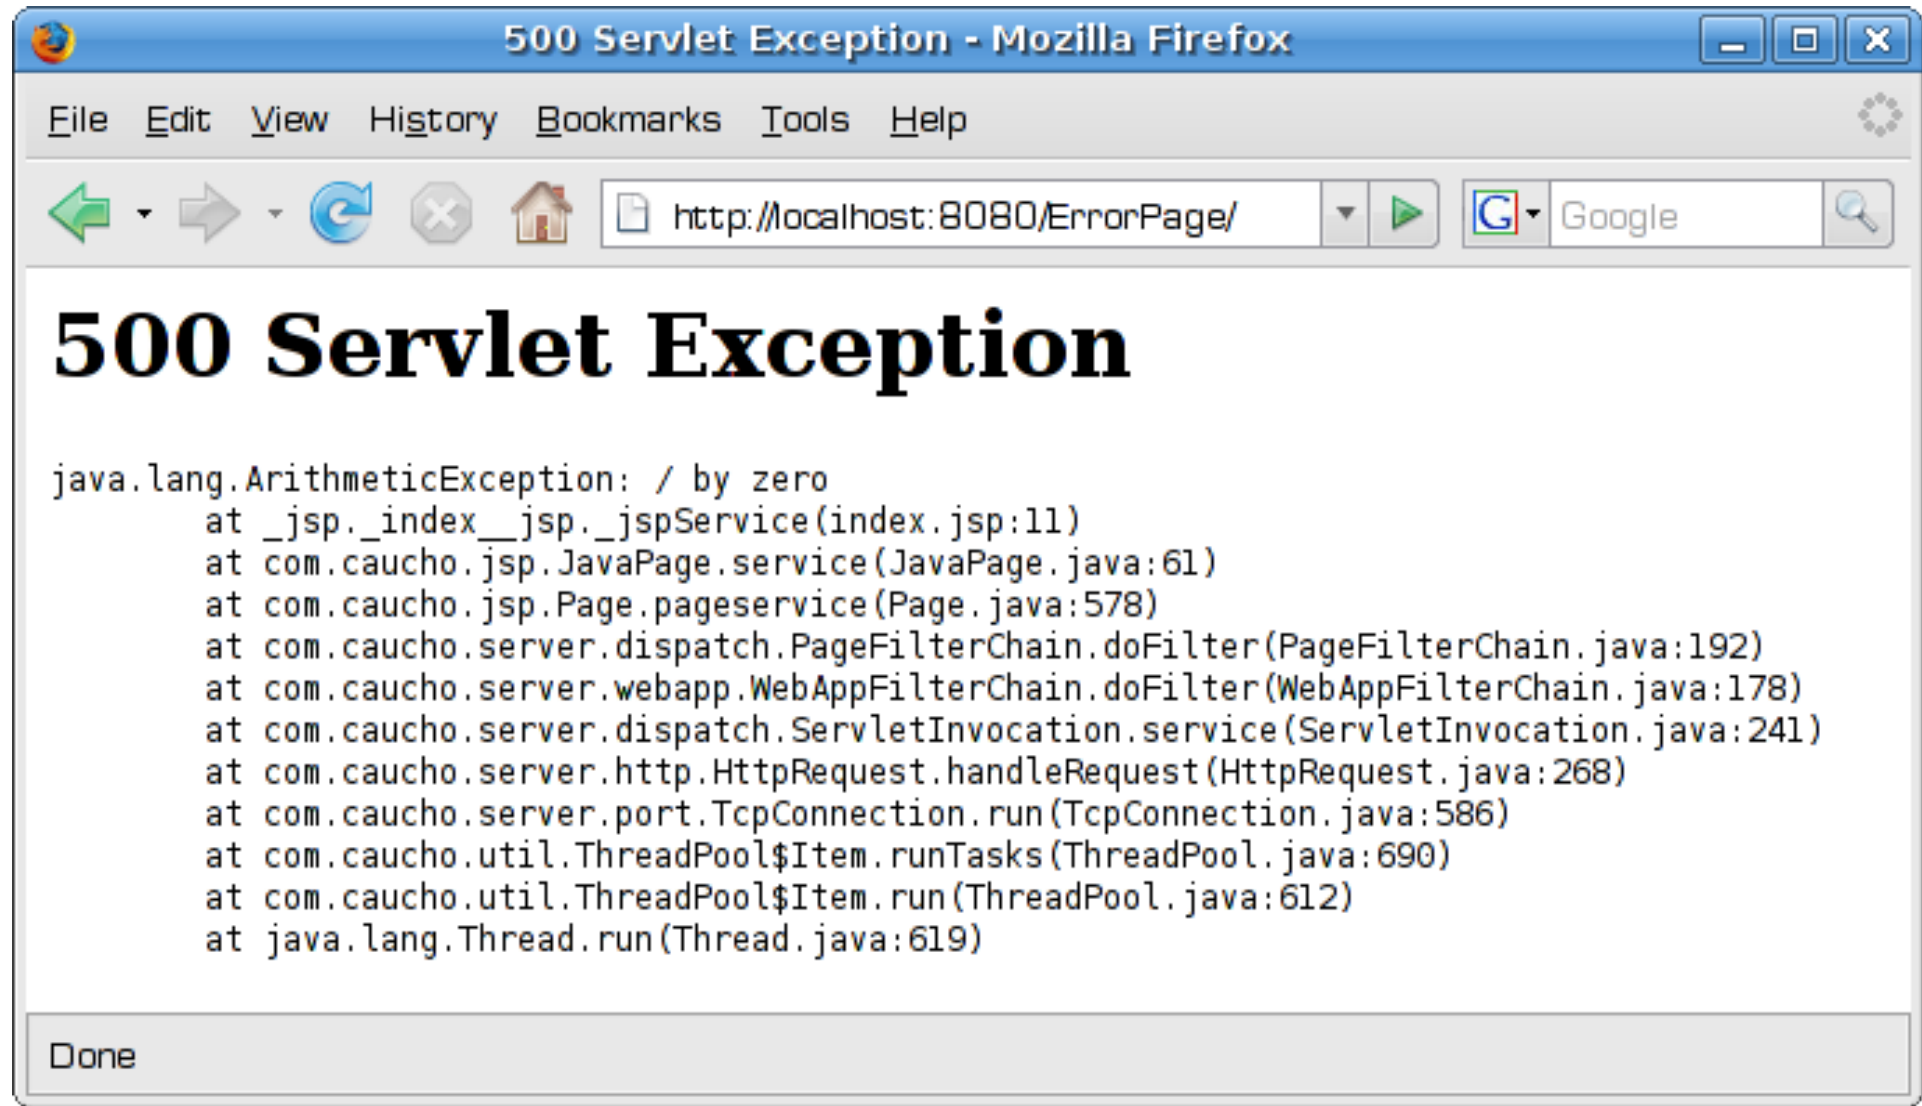 500 Servlet Exception - Mozilla Firefox
File Edit View History Bookmarks Tools Help
http://localhost:8080/ErrorPage/ G Google
500 Servlet Exception
java.lang.ArithmeticException: / by zero
at _jsp._index__jsp._jspService(index.jsp:11)
at com.caucho.jsp.JavaPage.service(JavaPage.java:61)
at com.caucho.jsp.Page.pageservice(Page.java:578)
at com.caucho.server.dispatch.PageFilterChain.doFilter(PageFilterChain.java:192)
at com.caucho.server.webapp.WebAppFilterChain.doFilter(WebAppFilterChain.java:178)
at com.caucho.server.dispatch.ServletInvocation.service(ServletInvocation.java:241)
at com.caucho.server.http.HttpRequest.handleRequest(HttpRequest.java:268)
at com.caucho.server.port.TcpConnection.run(TcpConnection.java:586)
at com.caucho.util.ThreadPool$Item.runTasks(ThreadPool.java:690)
at com.caucho.util.ThreadPool$Item.run(ThreadPool.java:612)
at java.lang.Thread.run(Thread.java:619)
Done